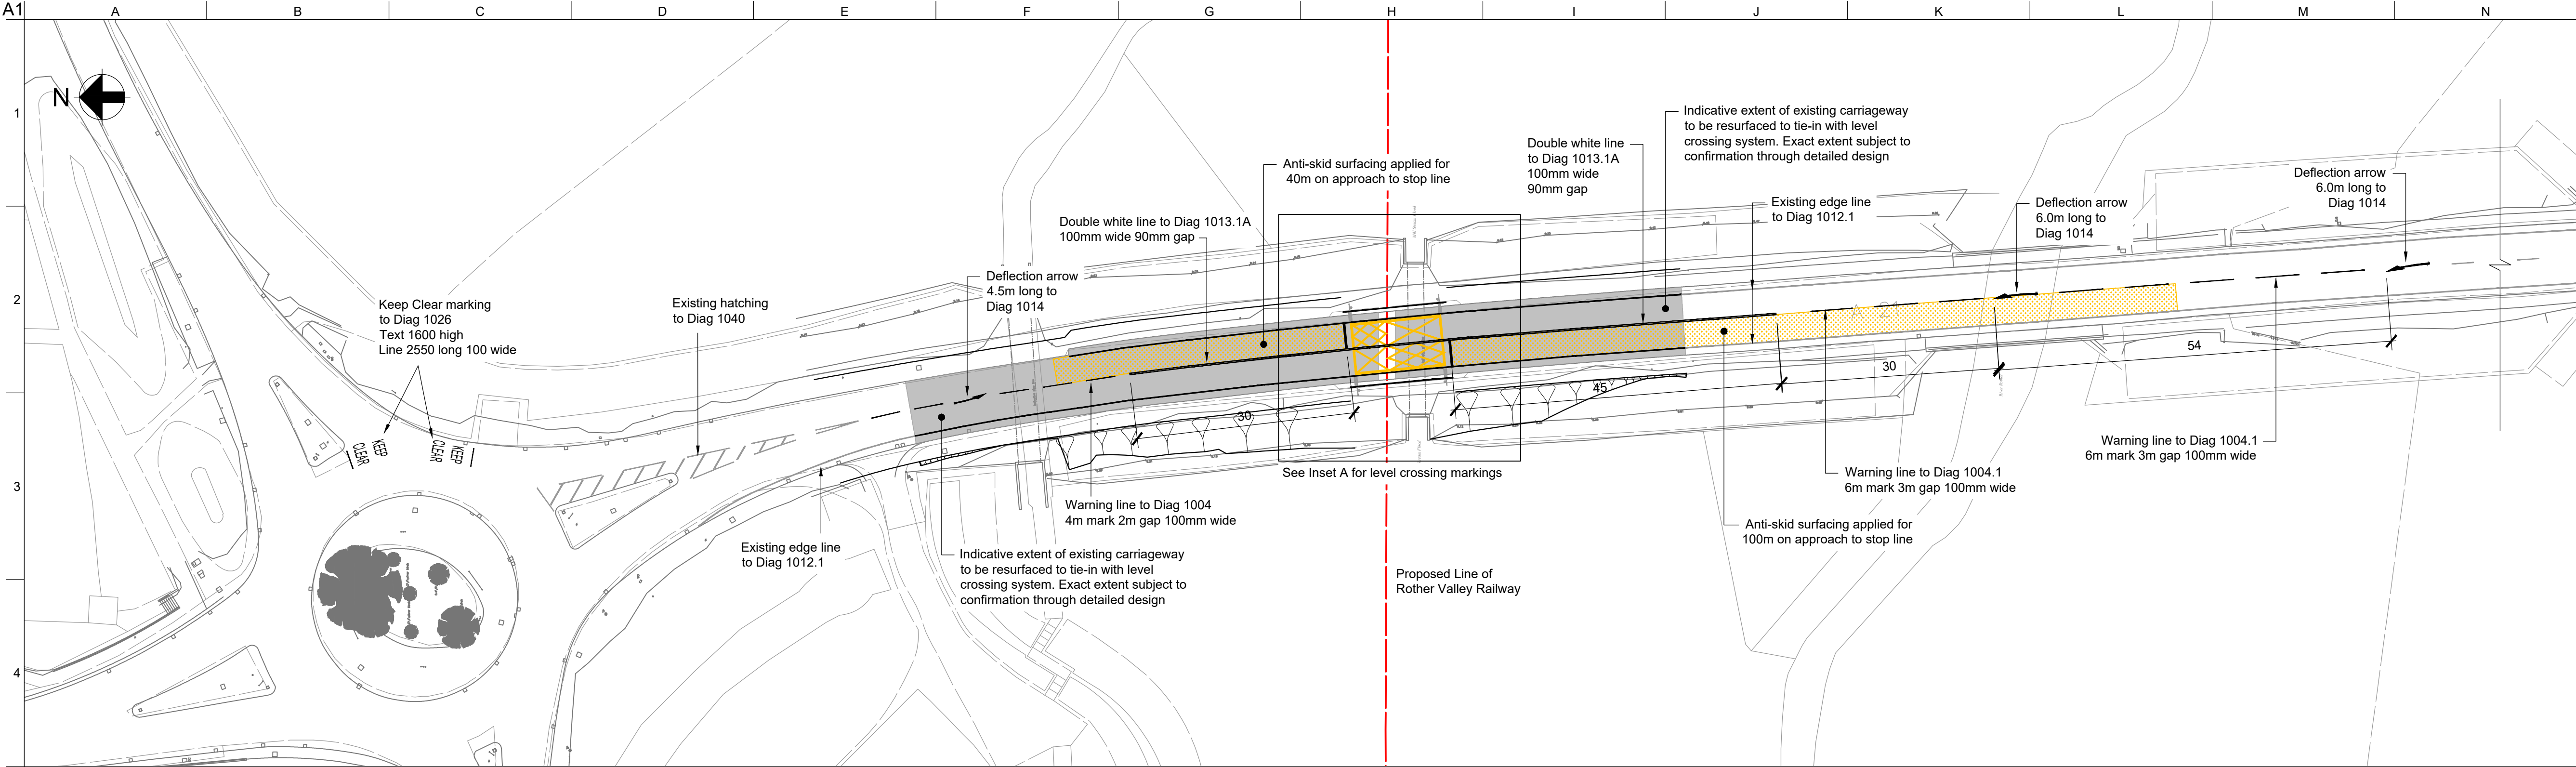 A1
A
B
C
D
E
F
G
H
I
J
K
L
M
N
1
2
3
4
N
Keep Clear marking
to Diag 1026
Text 1600 high
Line 2550 long 100 wide
KEEP
CLEAR
KEEP
CLEAR
Existing hatching
to Diag 1040
Existing edge line
to Diag 1012.1
Deflection arrow
4.5m long to
Diag 1014
Double white line to Diag 1013.1A
100mm wide 90mm gap
Anti-skid surfacing applied for
40m on approach to stop line
Warning line to Diag 1004
4m mark 2m gap 100mm wide
Indicative extent of existing carriageway
to be resurfaced to tie-in with level
crossing system. Exact extent subject to
confirmation through detailed design
30
See Inset A for level crossing markings
Proposed Line of
Rother Valley Railway
Double white line
to Diag 1013.1A
100mm wide
90mm gap
Indicative extent of existing carriageway
to be resurfaced to tie-in with level
crossing system. Exact extent subject to
confirmation through detailed design
Existing edge line
to Diag 1012.1
45
A 21
30
54
Deflection arrow
6.0m long to
Diag 1014
Deflection arrow
6.0m long to
Diag 1014
Warning line to Diag 1004.1
6m mark 3m gap 100mm wide
Warning line to Diag 1004.1
6m mark 3m gap 100mm wide
Anti-skid surfacing applied for
100m on approach to stop line